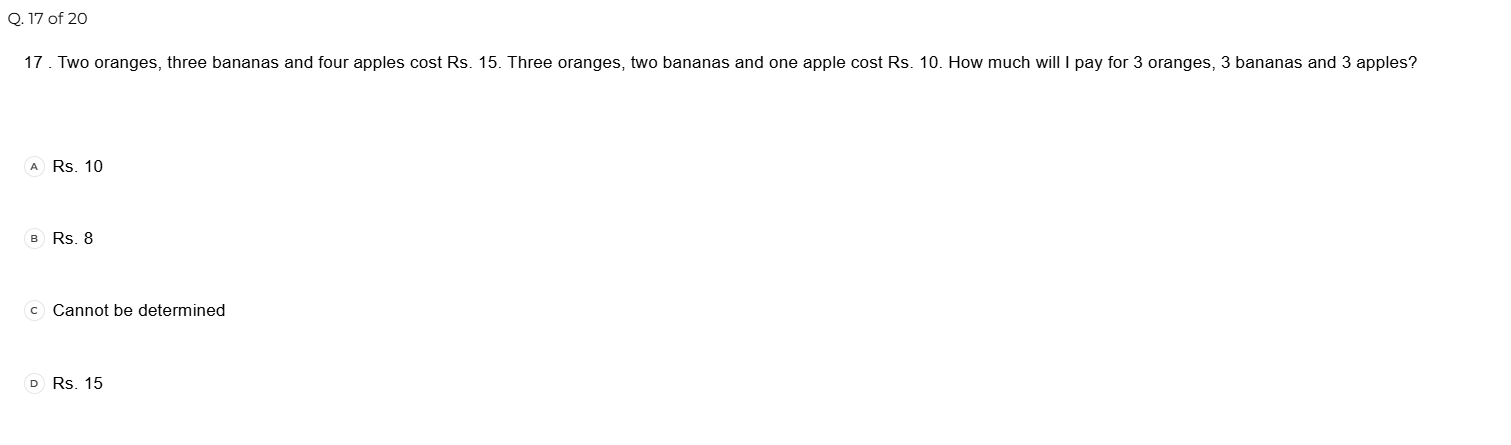 Q. 17 of 20
17 . Two oranges, three bananas and four apples cost Rs. 15. Three oranges, two bananas and one apple cost Rs. 10. How much will I pay for 3 oranges, 3 bananas and 3 apples?
A Rs. 10
B Rs. 8
C Cannot be determined
D Rs. 15